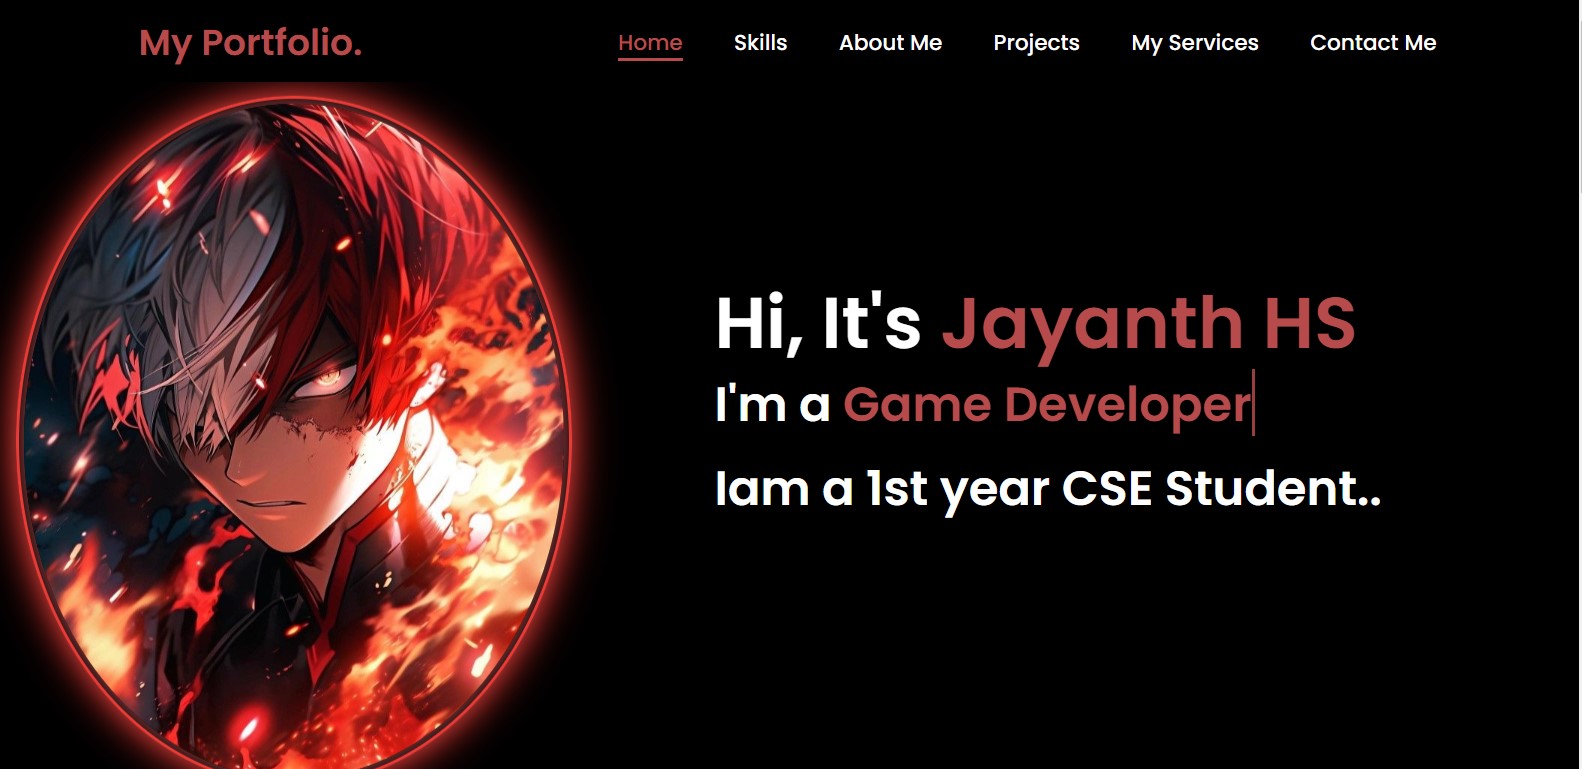 My Portfolio.
Home Skills About Me Projects My Services Contact Me
Hi, It's Jayanth HS
I'm a Game Developer
Iam a 1st year CSE Student..